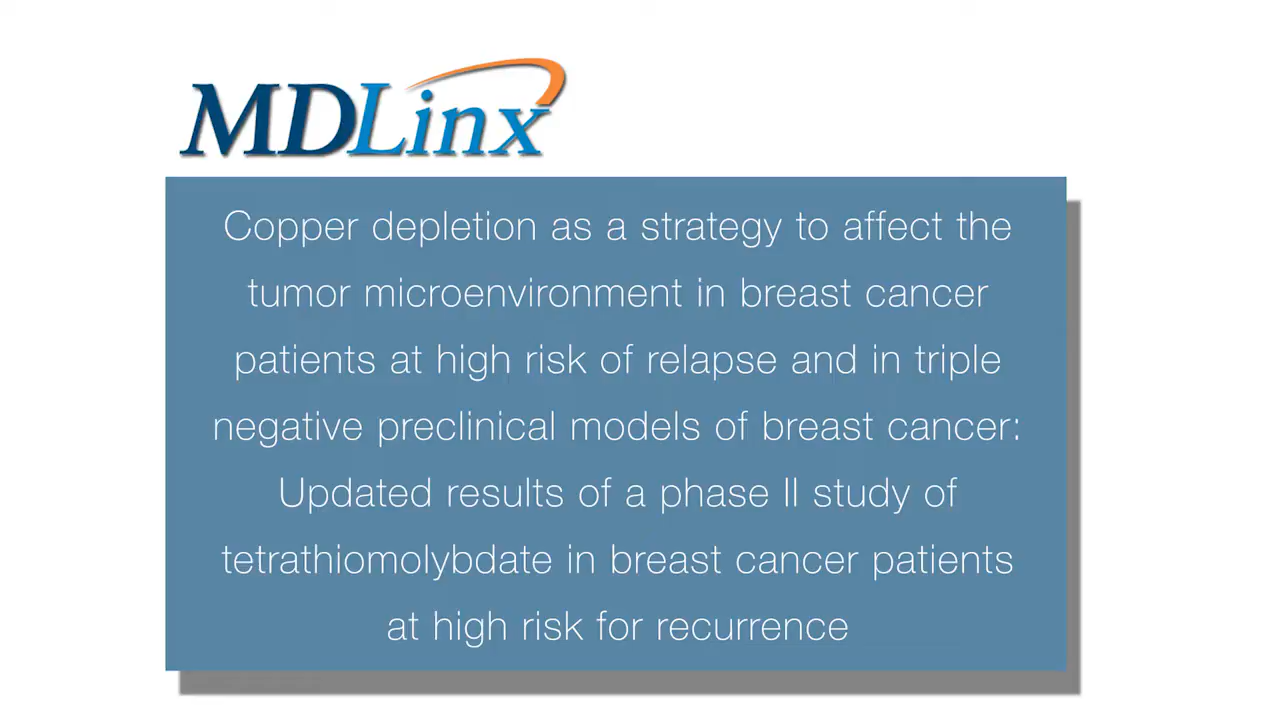 MDLinx
Copper depletion as a strategy to affect the
tumor microenvironment in breast cancer
patients at high risk of relapse and in triple
negative preclinical models of breast cancer:
Updated results of a phase II study of
tetrathiomolybdate in breast cancer patients
at high risk for recurrence